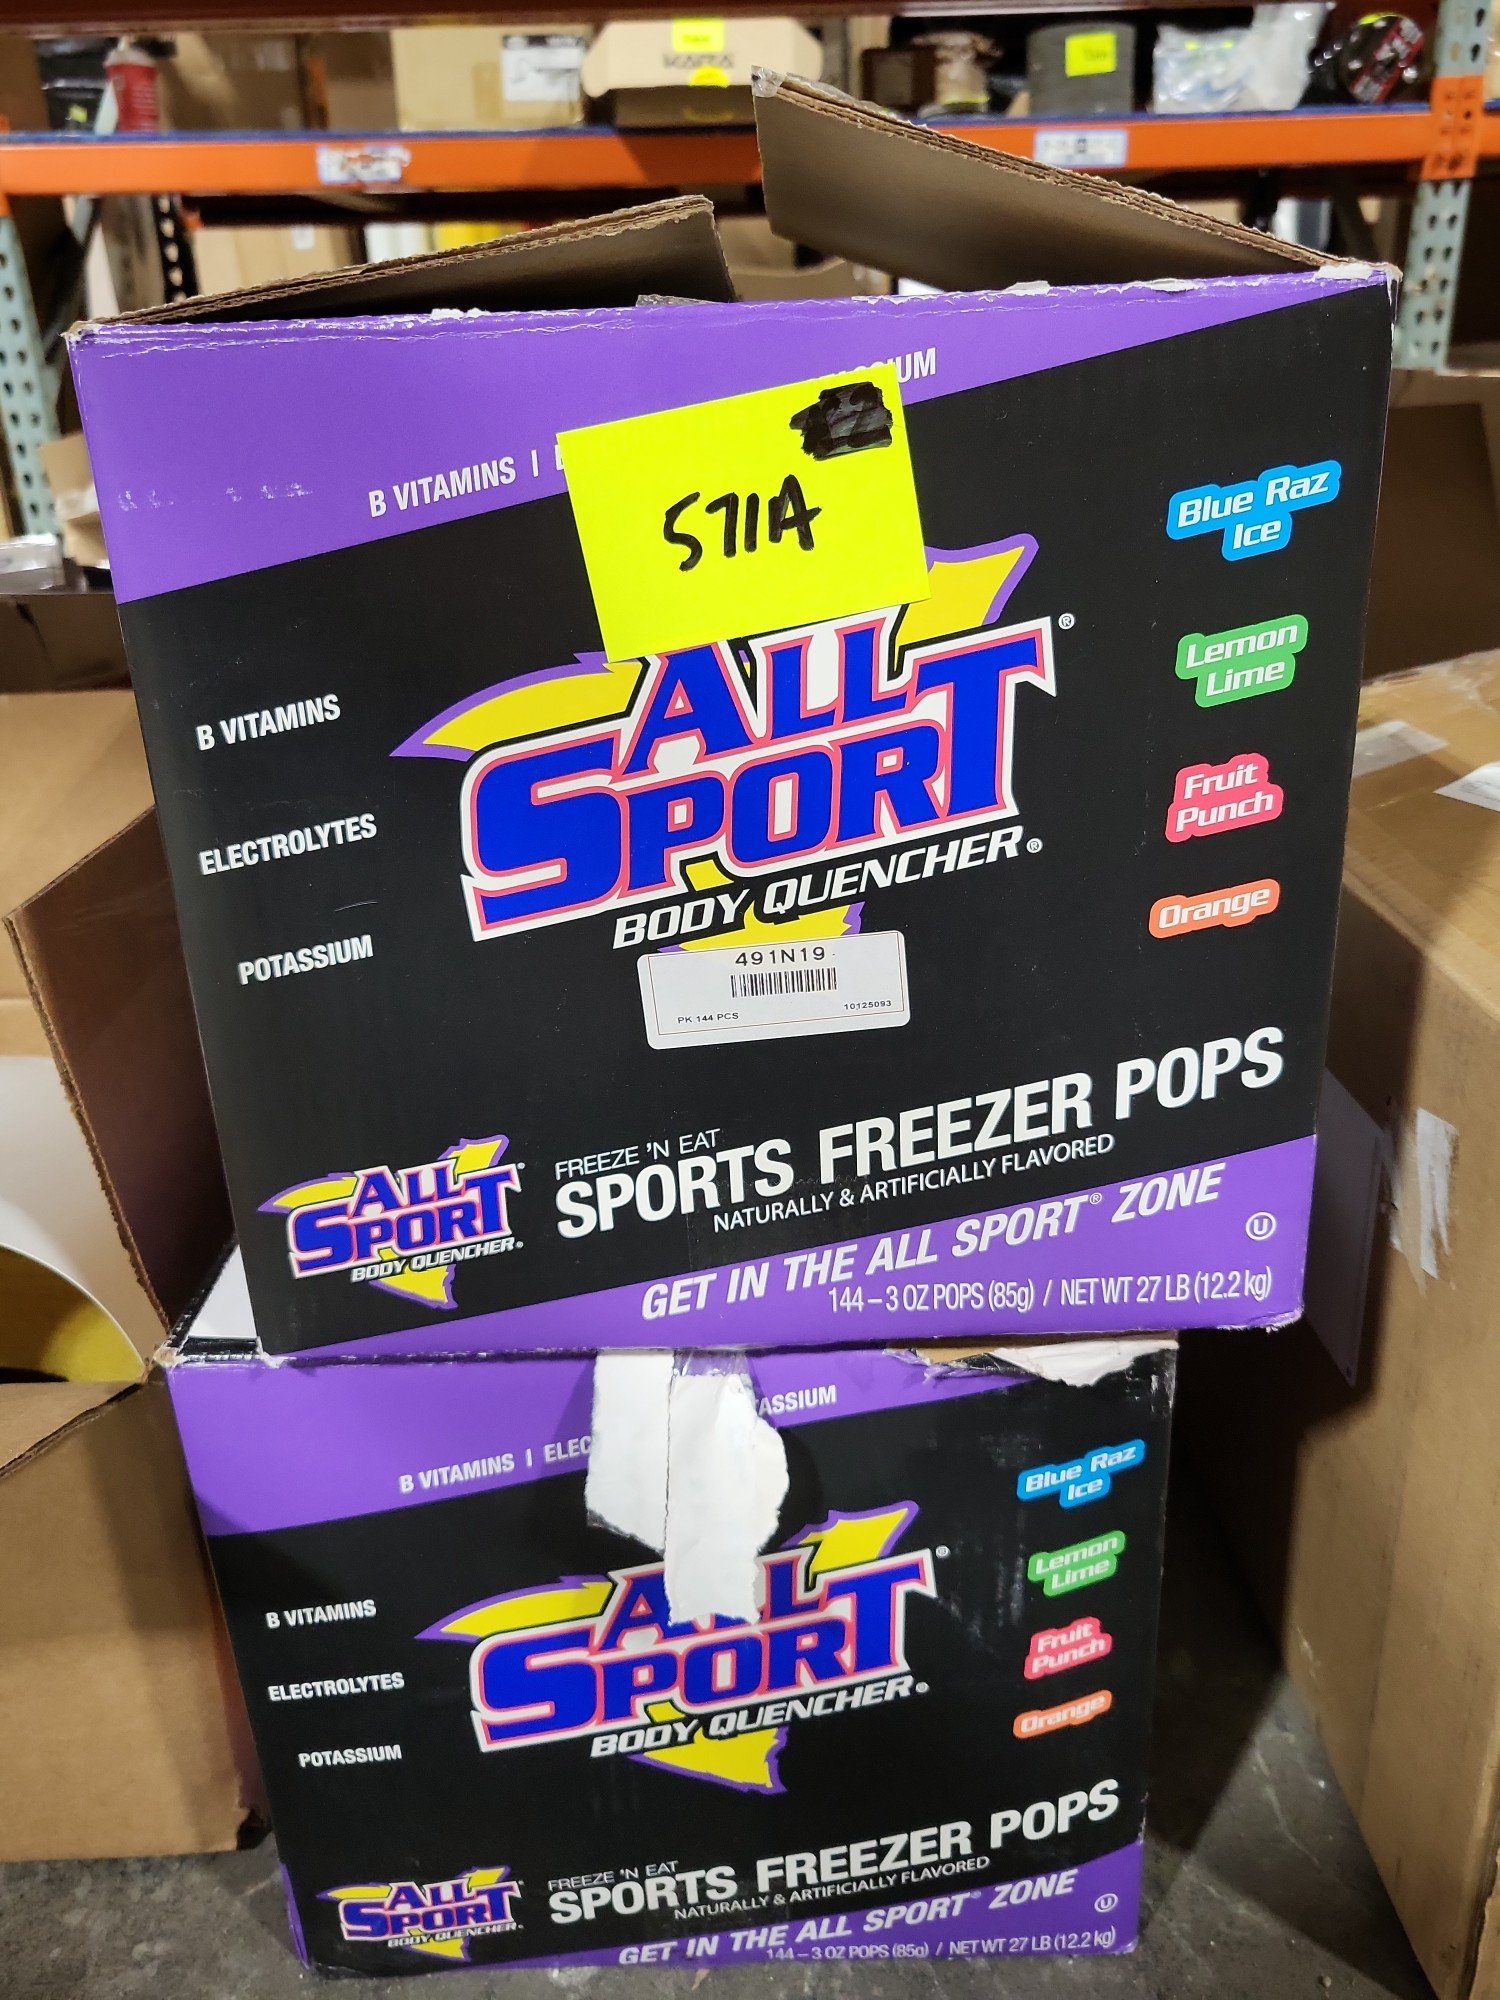 KARA
B VITAMINS | E
UM
571A
Blue Raz
Ice
Lemon
Lime
Fruit
Punch
Orange
B VITAMINS
ELECTROLYTES
POTASSIUM
ALL
SPORT®
BODY QUENCHER®
491N19
PK 144 PCS
10125093
ALL
SPORT®
BODY QUENCHER®
FREEZE 'N EAT
SPORTS FREEZER POPS
NATURALLY & ARTIFICIALLY FLAVORED
GET IN THE ALL SPORT® ZONE
U
144 – 3 OZ POPS (85g) / NET WT 27 LB (12.2 kg)
B VITAMINS | ELEC
ASSIUM
Blue Raz
Ice
Lemon
Lime
Fruit
Punch
Orange
B VITAMINS
ELECTROLYTES
POTASSIUM
ALL
SPORT®
BODY QUENCHER®
ALL
SPORT
BODY QUENCHER®
FREEZE 'N EAT
SPORTS FREEZER POPS
NATURALLY & ARTIFICIALLY FLAVORED
GET IN THE ALL SPORT® ZONE
U
144 – 3 OZ POPS (85g) / NET WT 27 LB (12.2 kg)